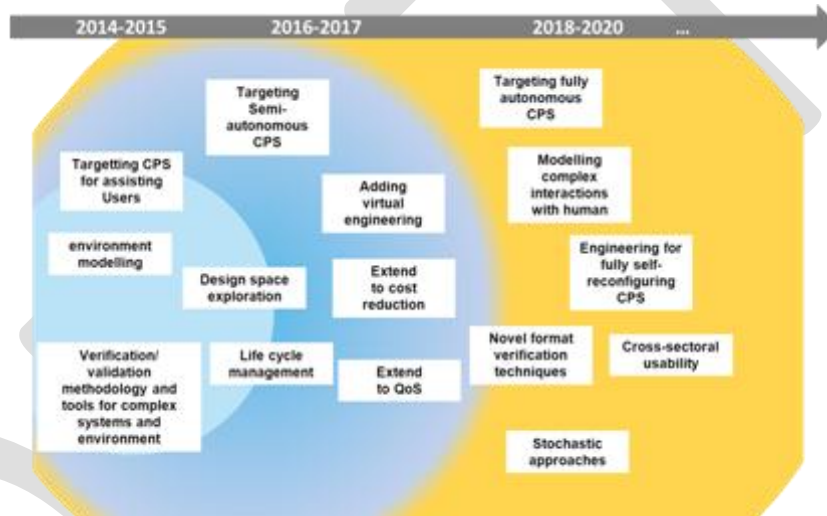 2014-2015 2016-2017 2018-2020 ...
Targeting
Semi-
autonomous
CPS
Targeting fully
autonomous
CPS
Targetting CPS
for assisting
Users
Modelling
complex
interactions
with human
Adding
virtual
engineering
environment
modelling
Engineering for
fully self-
reconfiguring
CPS
Design space
exploration
Extend
to cost
reduction
Verification/
validation
methodology and
tools for complex
systems and
environment
Life cycle
management
Extend
to QoS
Novel format
verification
techniques
Cross-sectoral
usability
Stochastic
approaches